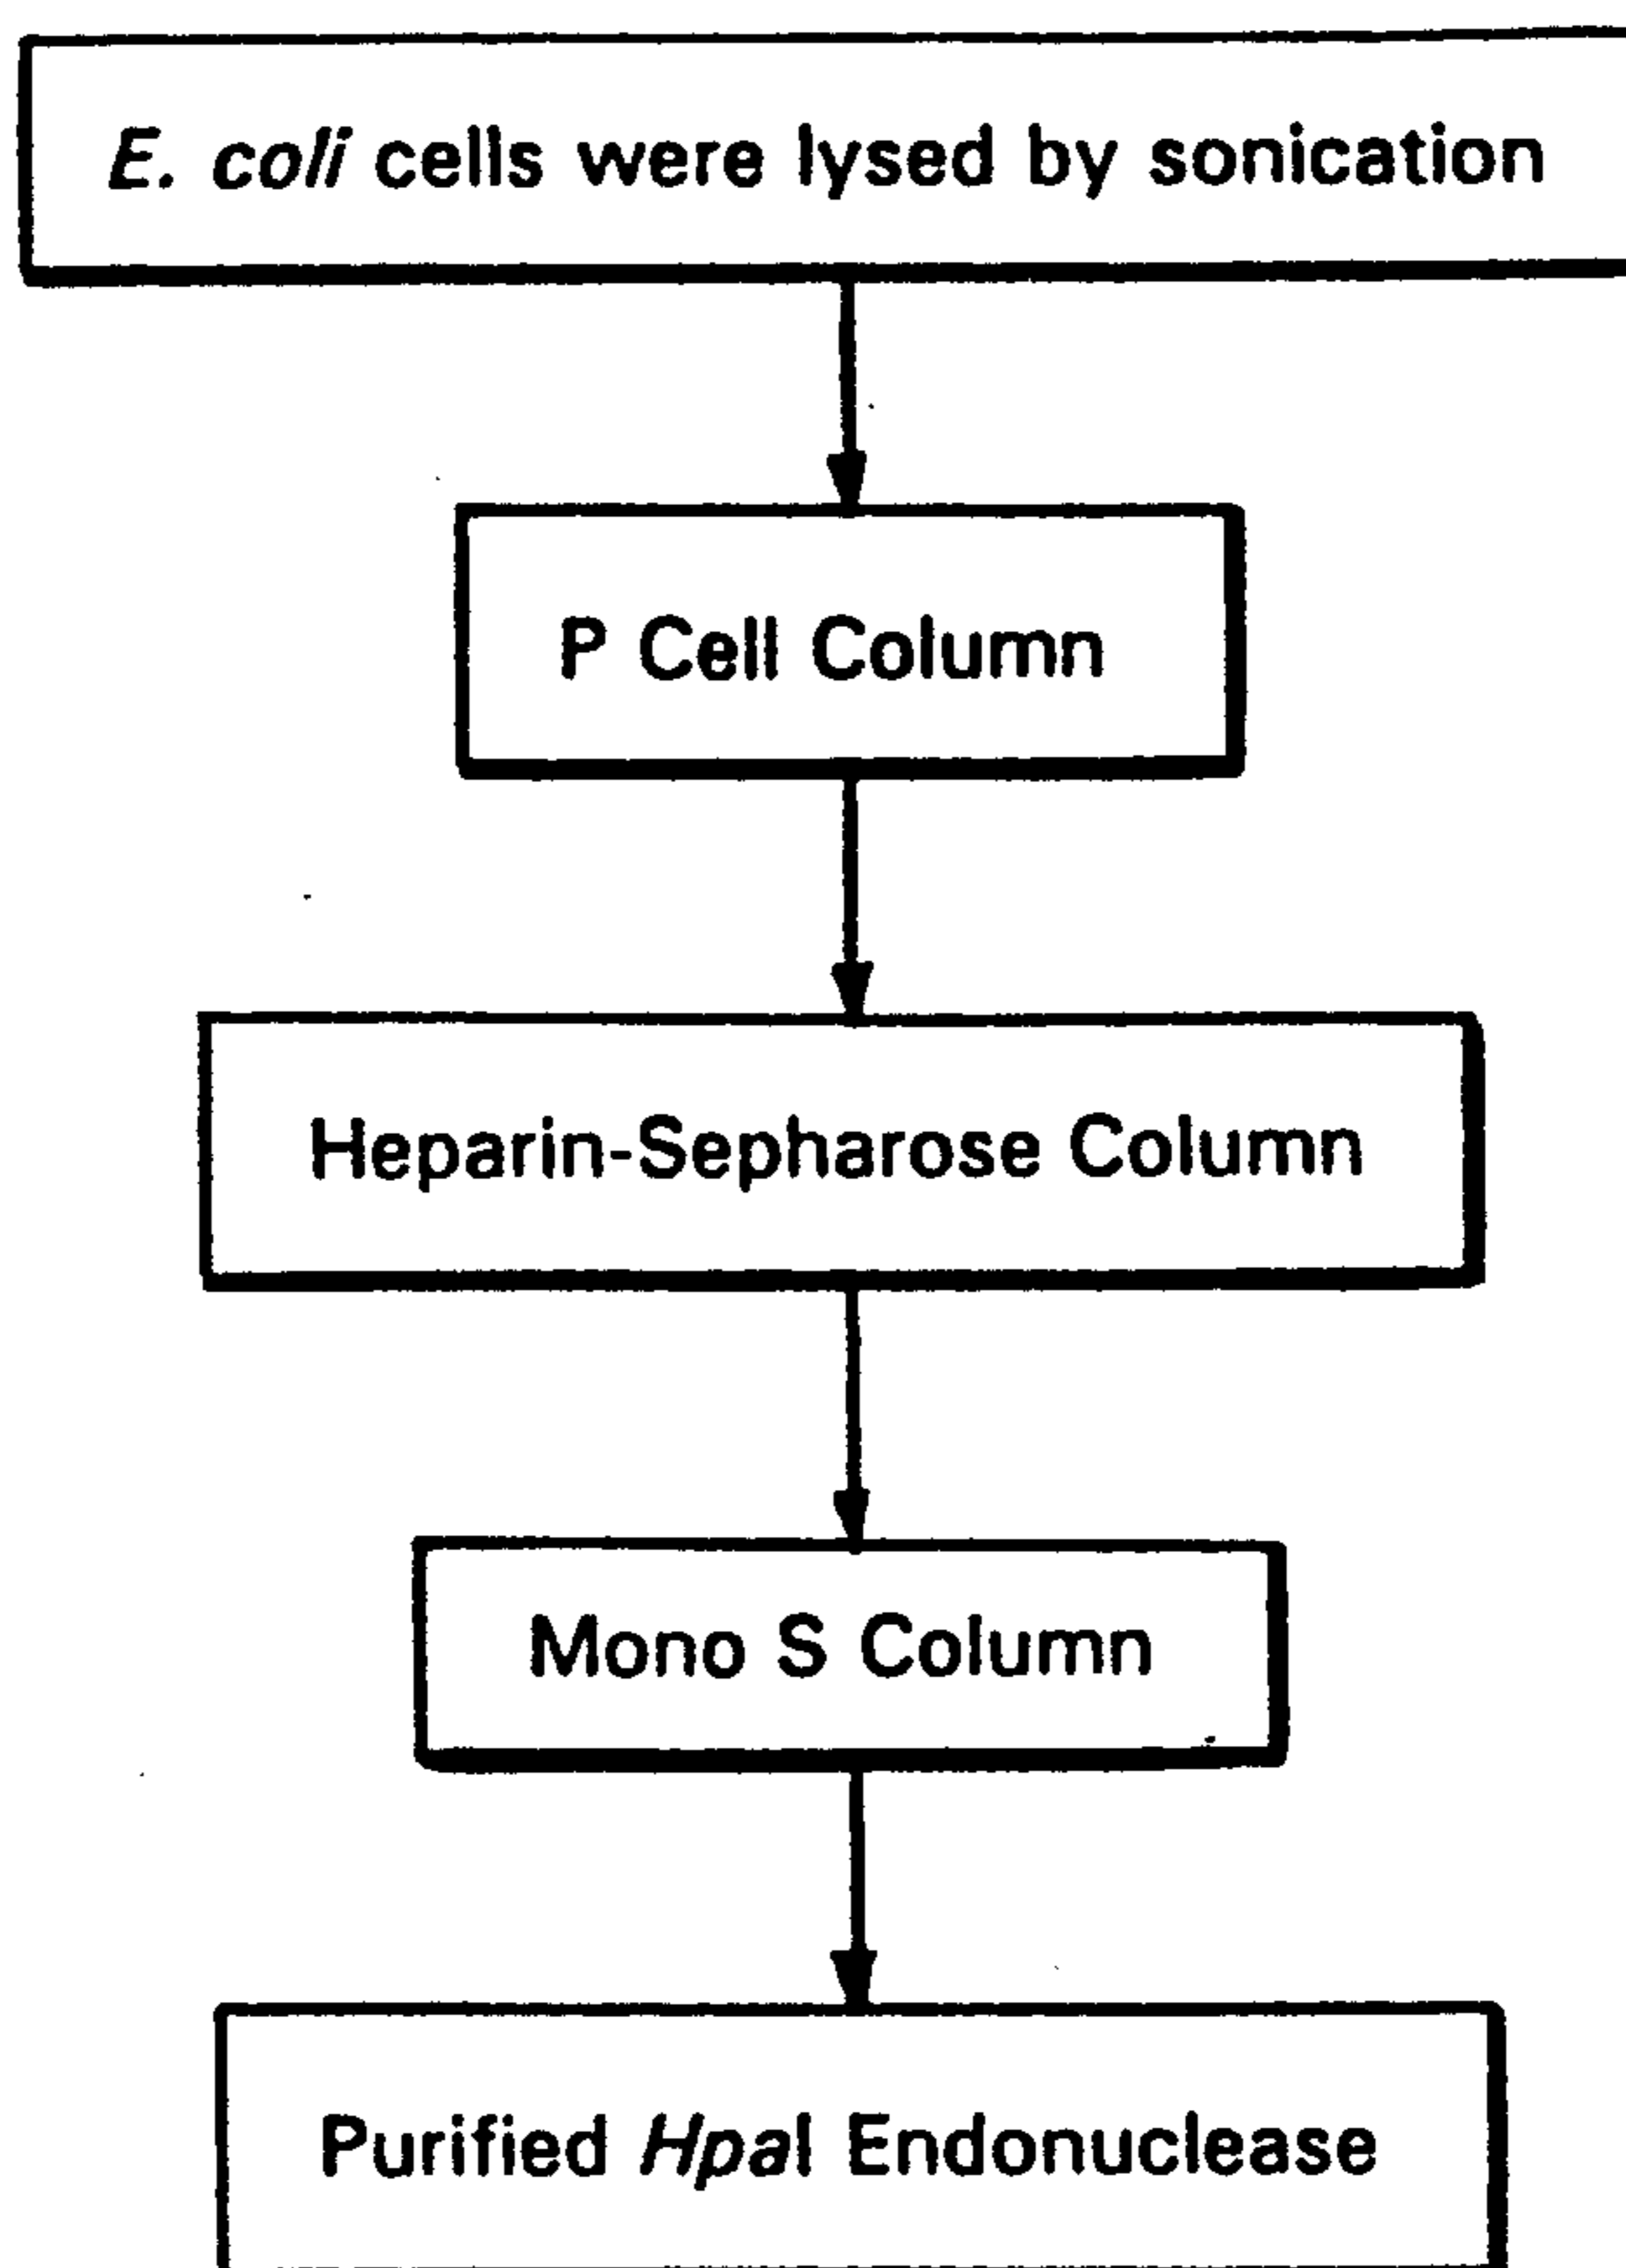 E. coli cells were lysed by sonication
P Cell Column
Heparin-Sepharose Column
Mono S Column
Purified HpaI Endonuclease